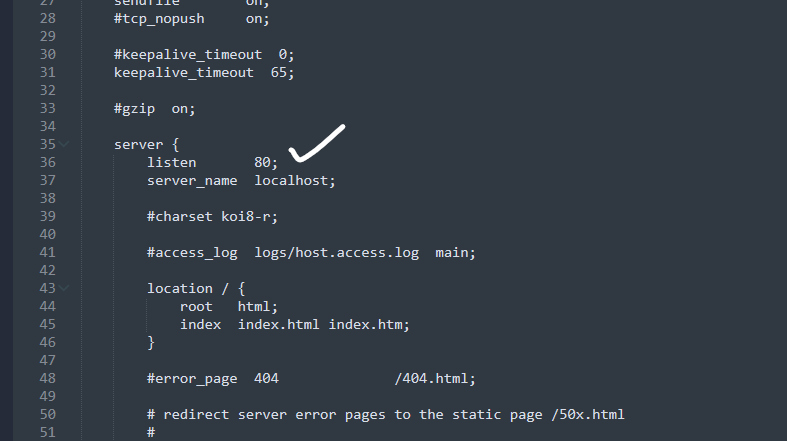 27 sendfile on;
28 #tcp_nopush on;
29
30 #keepalive_timeout 0;
31 keepalive_timeout 65;
32
33 #gzip on;
34
35 server {
36 listen 80;
37 server_name localhost;
38
39 #charset koi8-r;
40
41 #access_log logs/host.access.log main;
42
43 location / {
44 root html;
45 index index.html index.htm;
46 }
47
48 #error_page 404 /404.html;
49
50 # redirect server error pages to the static page /50x.html
51 #